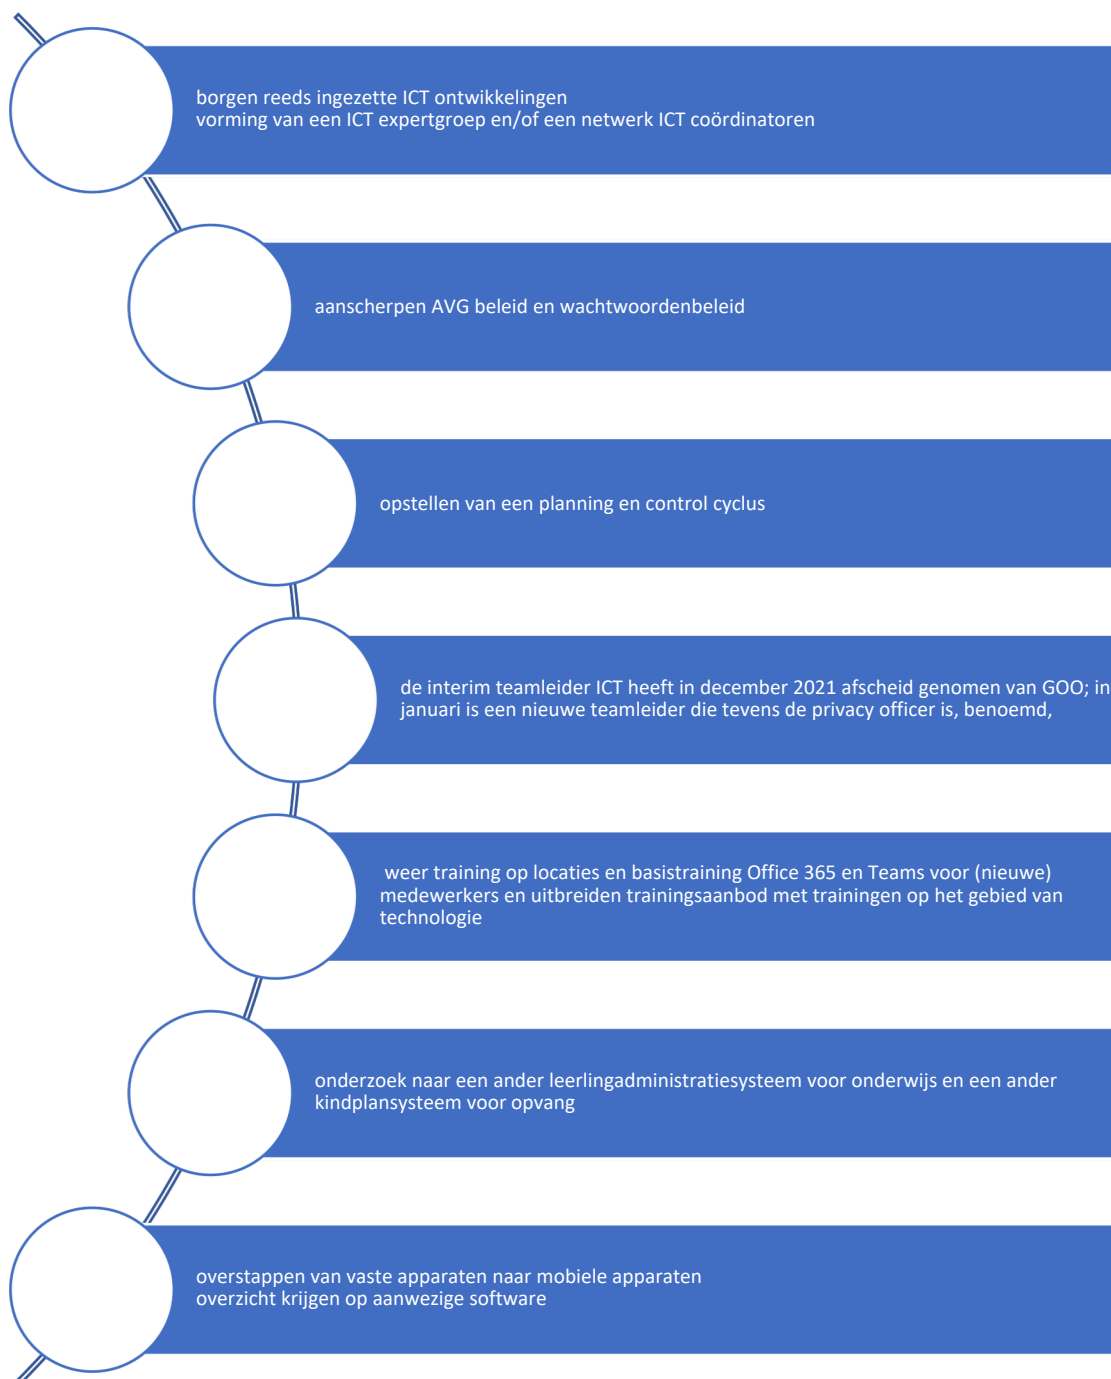 borgen reeds ingezette ICT ontwikkelingen
vorming van een ICT expertgroep en/of een netwerk ICT coördinatoren
aanscherpen AVG beleid en wachtwoordenbeleid
opstellen van een planning en control cyclus
de interim teamleider ICT heeft in december 2021 afscheid genomen van GOO; in
januari is een nieuwe teamleider die tevens de privacy officer is, benoemd,
weer training op locaties en basistraining Office 365 en Teams voor (nieuwe)
medewerkers en uitbreiden trainingsaanbod met trainingen op het gebied van
technologie
onderzoek naar een ander leerlingadministratiesysteem voor onderwijs en een ander
kindplansysteem voor opvang
overstappen van vaste apparaten naar mobiele apparaten
overzicht krijgen op aanwezige software